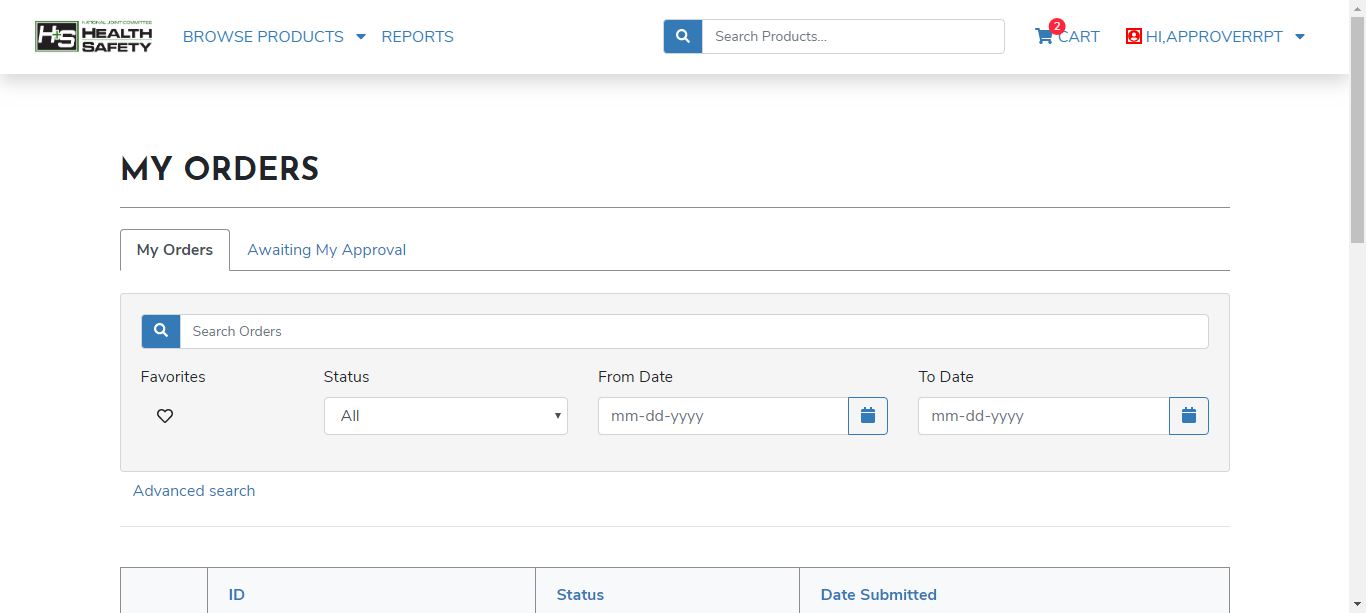 NATIONAL JOINT COMMITTEE
H+S HEALTH
SAFETY
BROWSE PRODUCTS
REPORTS
Search Products...
2
CART
HI,APPROVERRPT
MY ORDERS
My Orders
Awaiting My Approval
Search Orders
Favorites
Status
From Date
To Date
All
mm-dd-yyyy
mm-dd-yyyy
Advanced search
ID
Status
Date Submitted